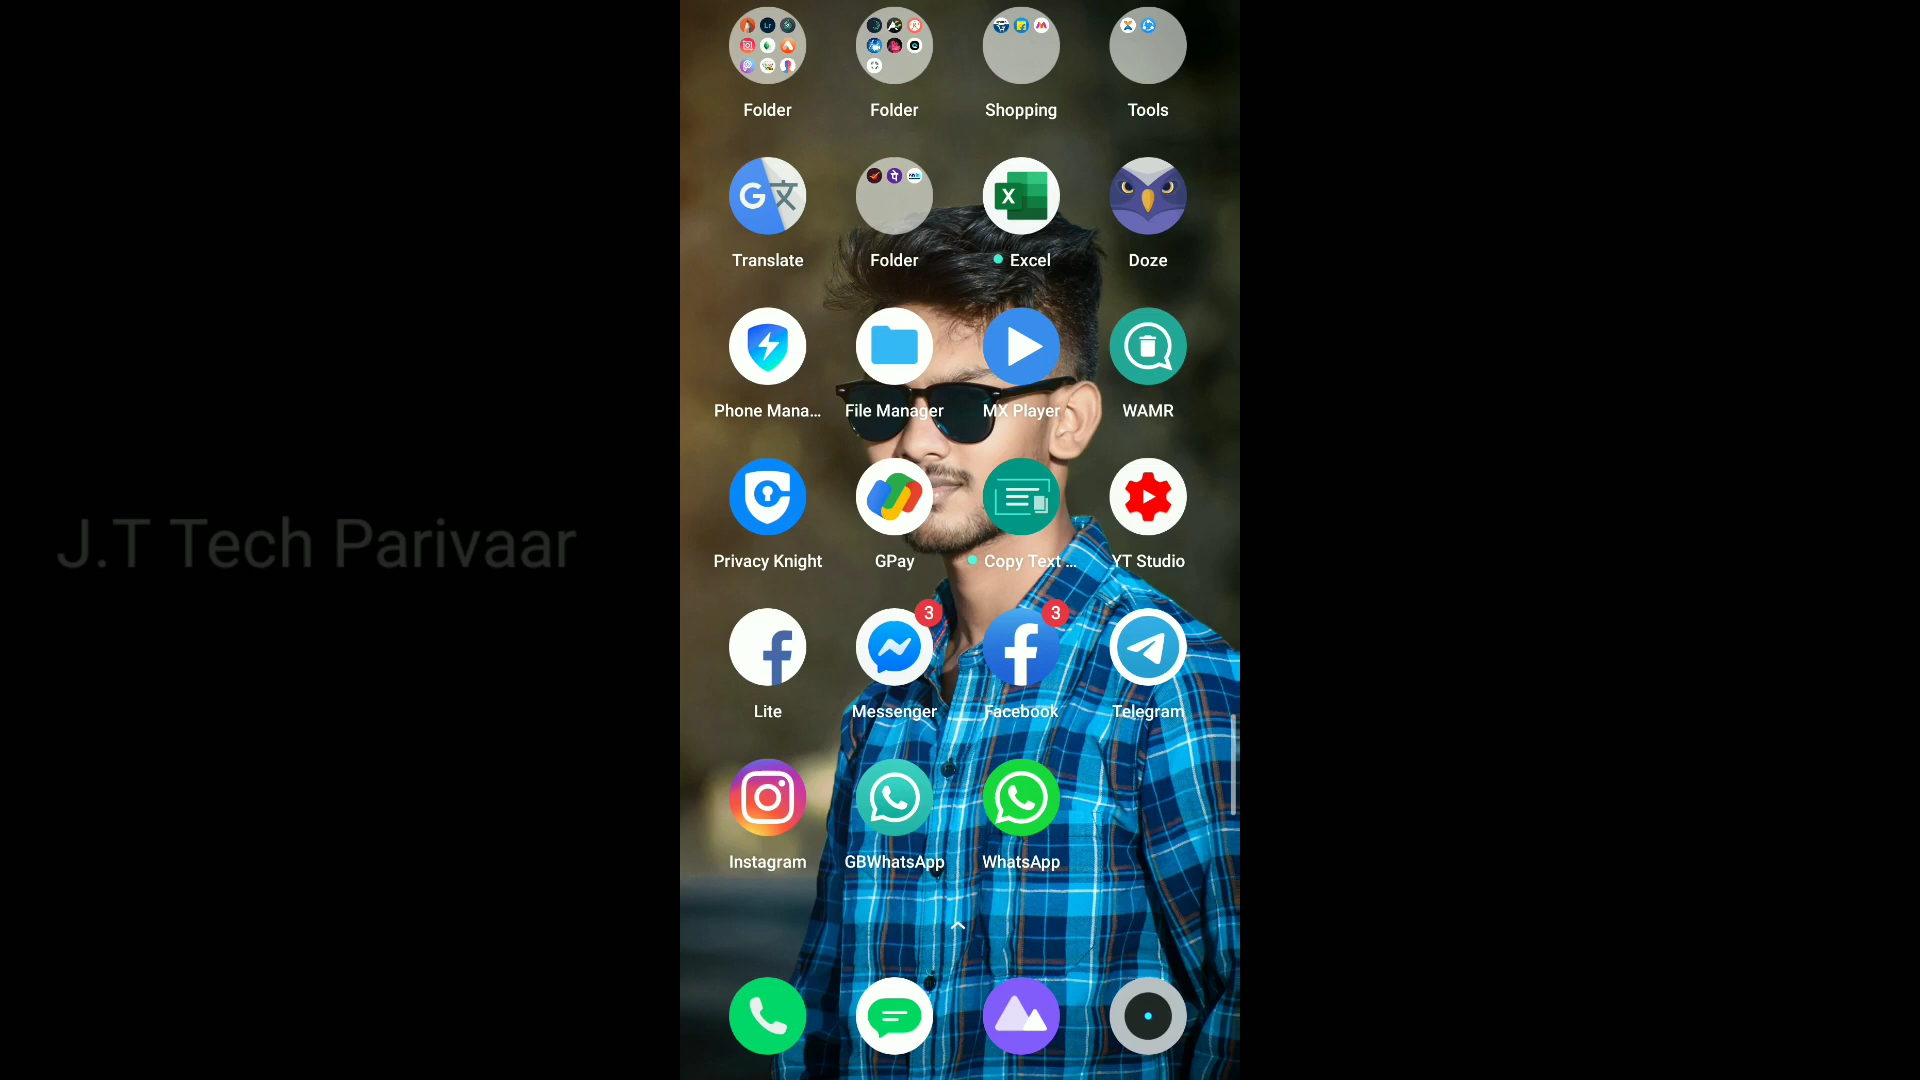 Folder
Folder
Shopping
Tools
Translate
Folder
Excel
Doze
Phone Mana...
File Manager
MX Player
WAMR
Privacy Knight
GPay
Copy Text ...
YT Studio
J.T Tech Parivaar
3
3
Lite
Messenger
Facebook
Telegram
Instagram
GBWhatsApp
WhatsApp